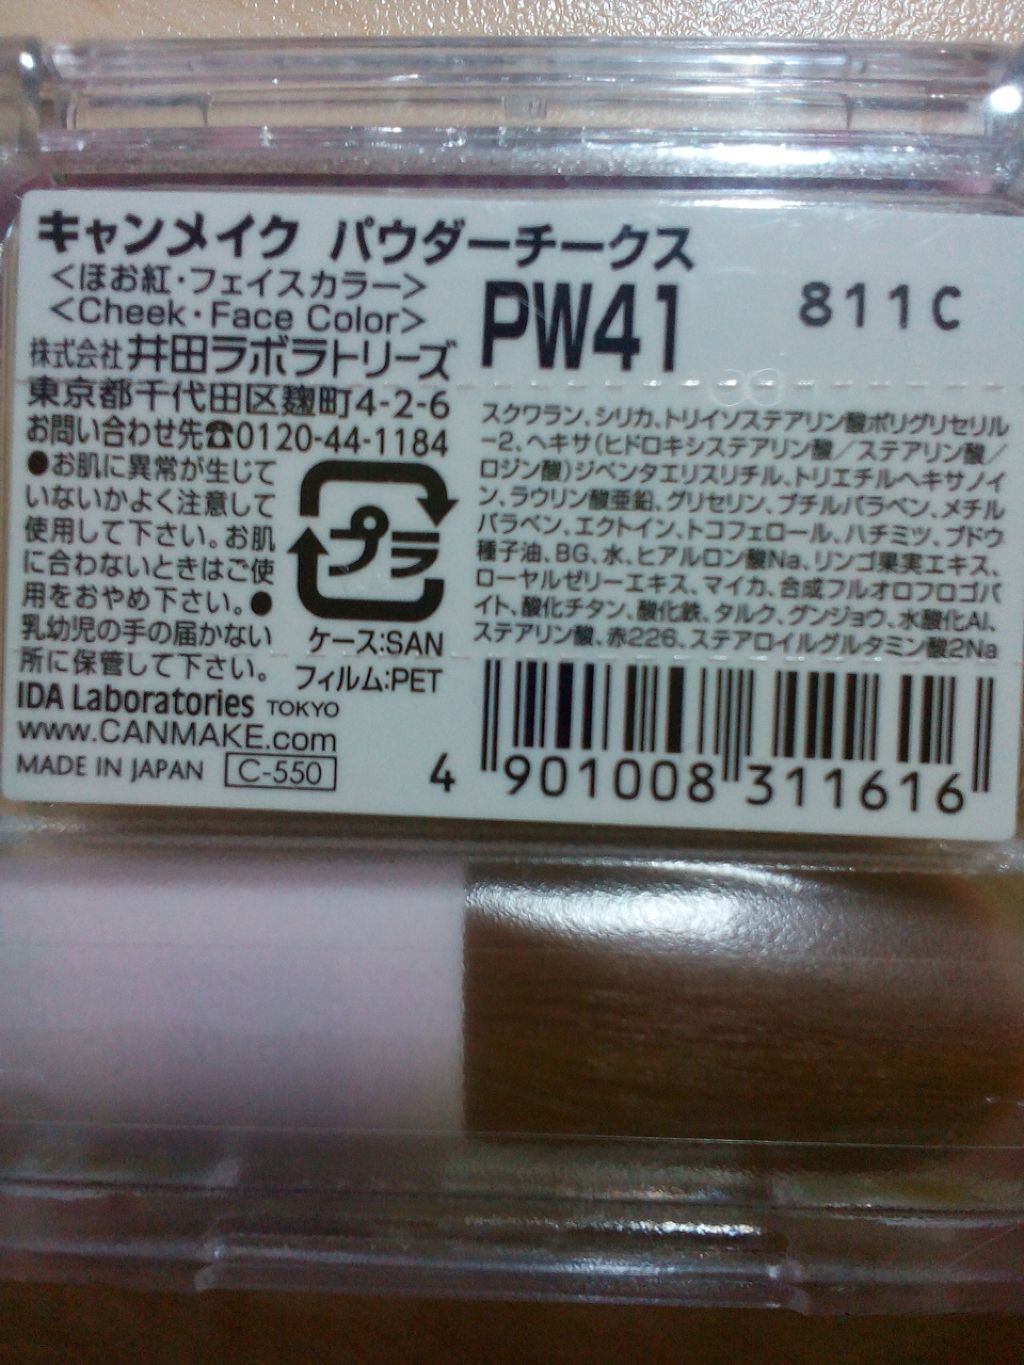 キャンメイク パウダーチークス
<ほお紅・フェイスカラー>
<Cheek・Face Color>
PW41
811C
株式会社井田ラボラトリーズ
東京都千代田区麹町4-2-6
お問い合わせ先☎0120-44-1184
●お肌に異常が生じて
いないかよく注意して
使用して下さい。お肌
に合わないときはご使
用をおやめ下さい。●
乳幼児の手の届かない
所に保管して下さい。
プラ
ケース:SAN
フィルム:PET
IDA Laboratories TOKYO
www.CANMAKE.com
MADE IN JAPAN C-550
スクワラン、シリカ、トリイソステアリン酸ポリグリセリル
-2、ヘキサ(ヒドロキシステアリン酸/ステアリン酸/
ロジン酸)ジペンタエリスリチル、トリエチルヘキサノイ
ン、ラウリン酸亜鉛、グリセリン、ブチルパラベン、メチル
パラベン、エクトイン、トコフェロール、ハチミツ、ブドウ
種子油、BG、水、ヒアルロン酸Na、リンゴ果実エキス、
ローヤルゼリーエキス、マイカ、合成フルオロフロゴパ
イト、酸化チタン、酸化鉄、タルク、グンジョウ、水酸化Al、
ステアリン酸、赤226、ステアロイルグルタミン酸2Na
4 901008 311616